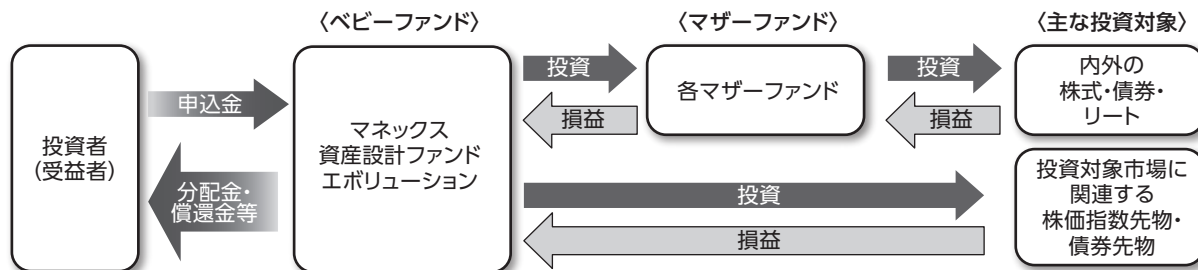 〈ベビーファンド〉
〈マザーファンド〉
〈主な投資対象〉
投資者
(受益者)
申込金
分配金・
償還金等
マネックス
資産設計ファンド
エボリューション
投資
損益
各マザーファンド
投資
損益
内外の
株式・債券・
リート
投資
損益
投資対象市場に
関連する
株価指数先物・
債券先物